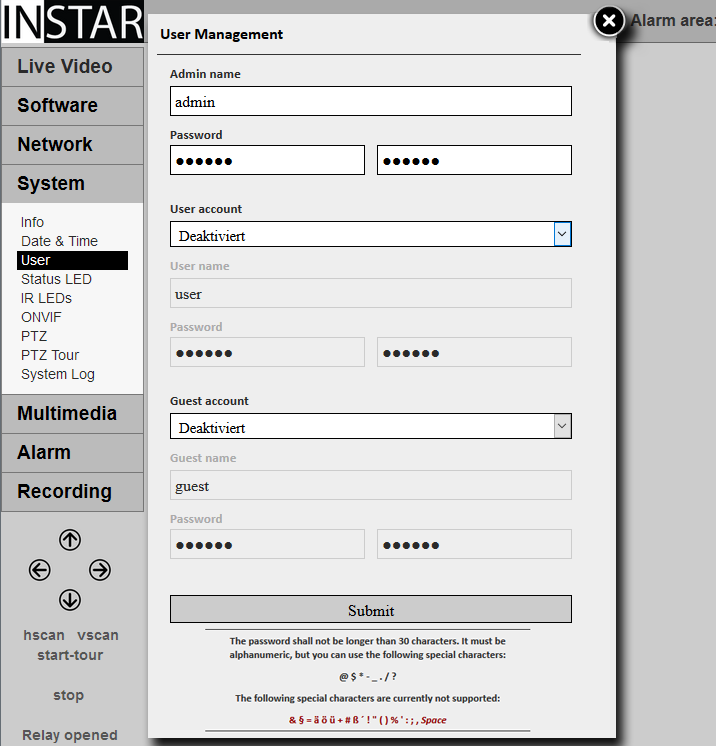 INSTAR
Live Video
Software
Network
System
Info
Date & Time
User
Status LED
IR LEDs
ONVIF
PTZ
PTZ Tour
System Log
Multimedia
Alarm
Recording
hscan vscan
start-tour
stop
Relay opened
Alarm area:
User Management
Admin name
admin
Password
●●●●●● ●●●●●●
User account
Deaktiviert
User name
user
Password
●●●●●● ●●●●●●
Guest account
Deaktiviert
Guest name
guest
Password
●●●●●● ●●●●●●
Submit
The password shall not be longer than 30 characters. It must be
alphanumeric, but you can use the following special characters:
@ $ * - _ . / ?
The following special characters are currently not supported:
& § = ä ö ü + # ß ´ ! " ( ) % ' : ; , Space